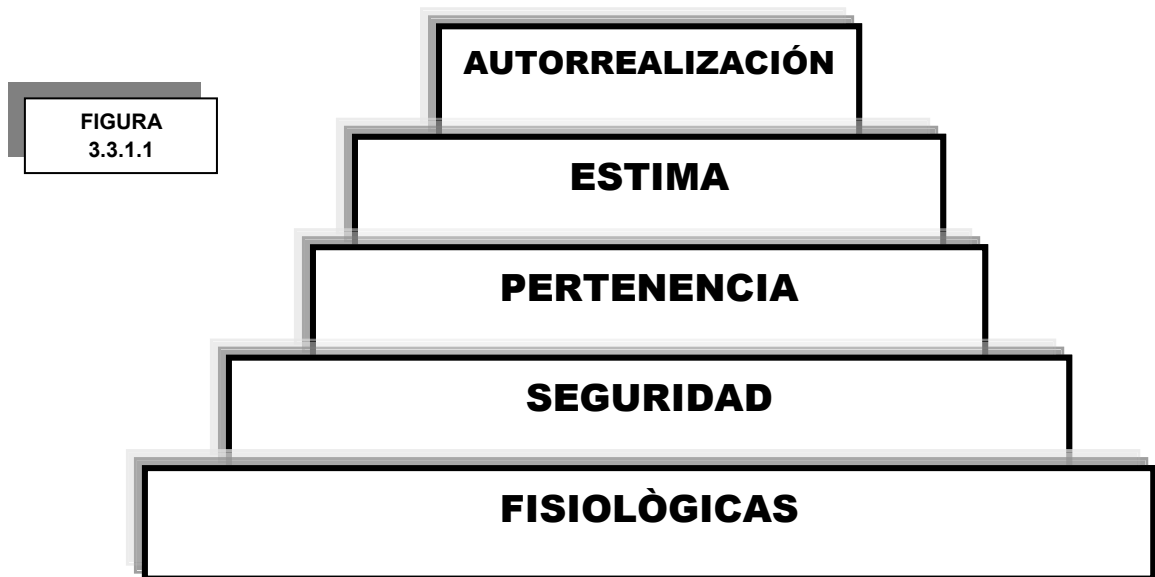 AUTORREALIZACIÓN
FIGURA
3.3.1.1
ESTIMA
PERTENENCIA
SEGURIDAD
FISIOLÒGICAS